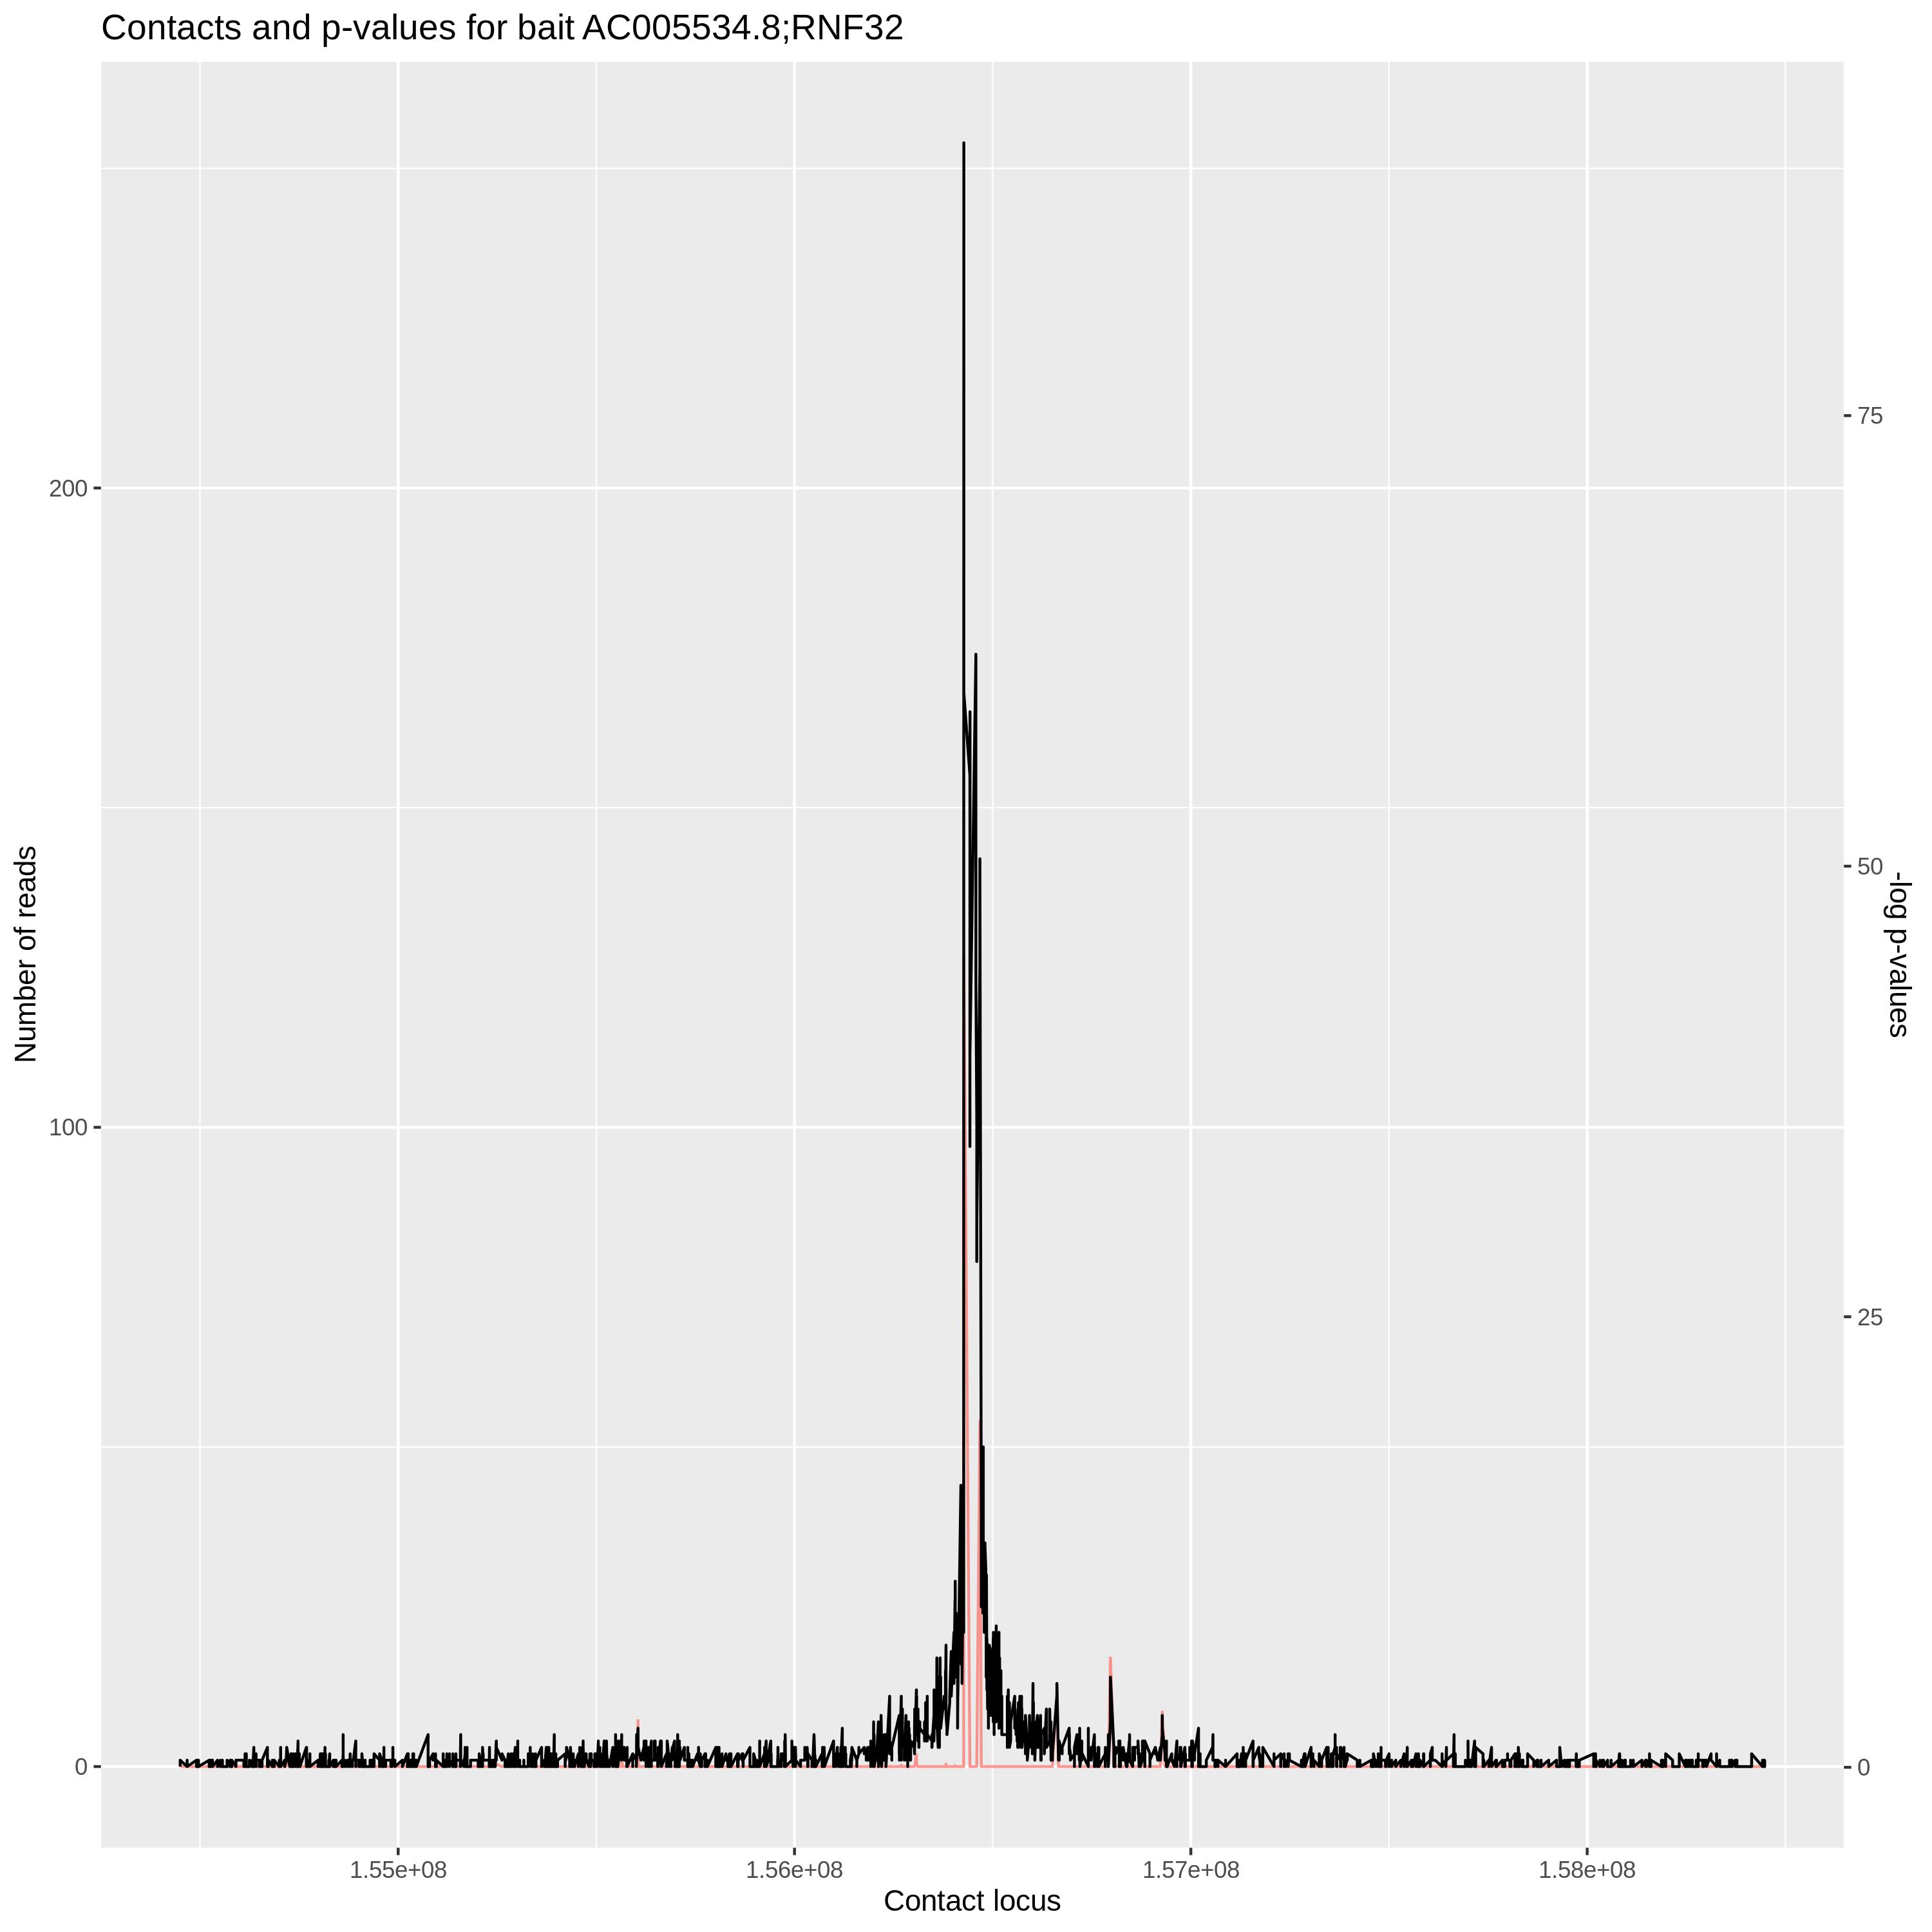 Contacts and p-values for bait AC005534.8;RNF32
Number of reads
200
100
0
75
50
25
0
-log p-values
1.55e+08
1.56e+08
1.57e+08
1.58e+08
Contact locus